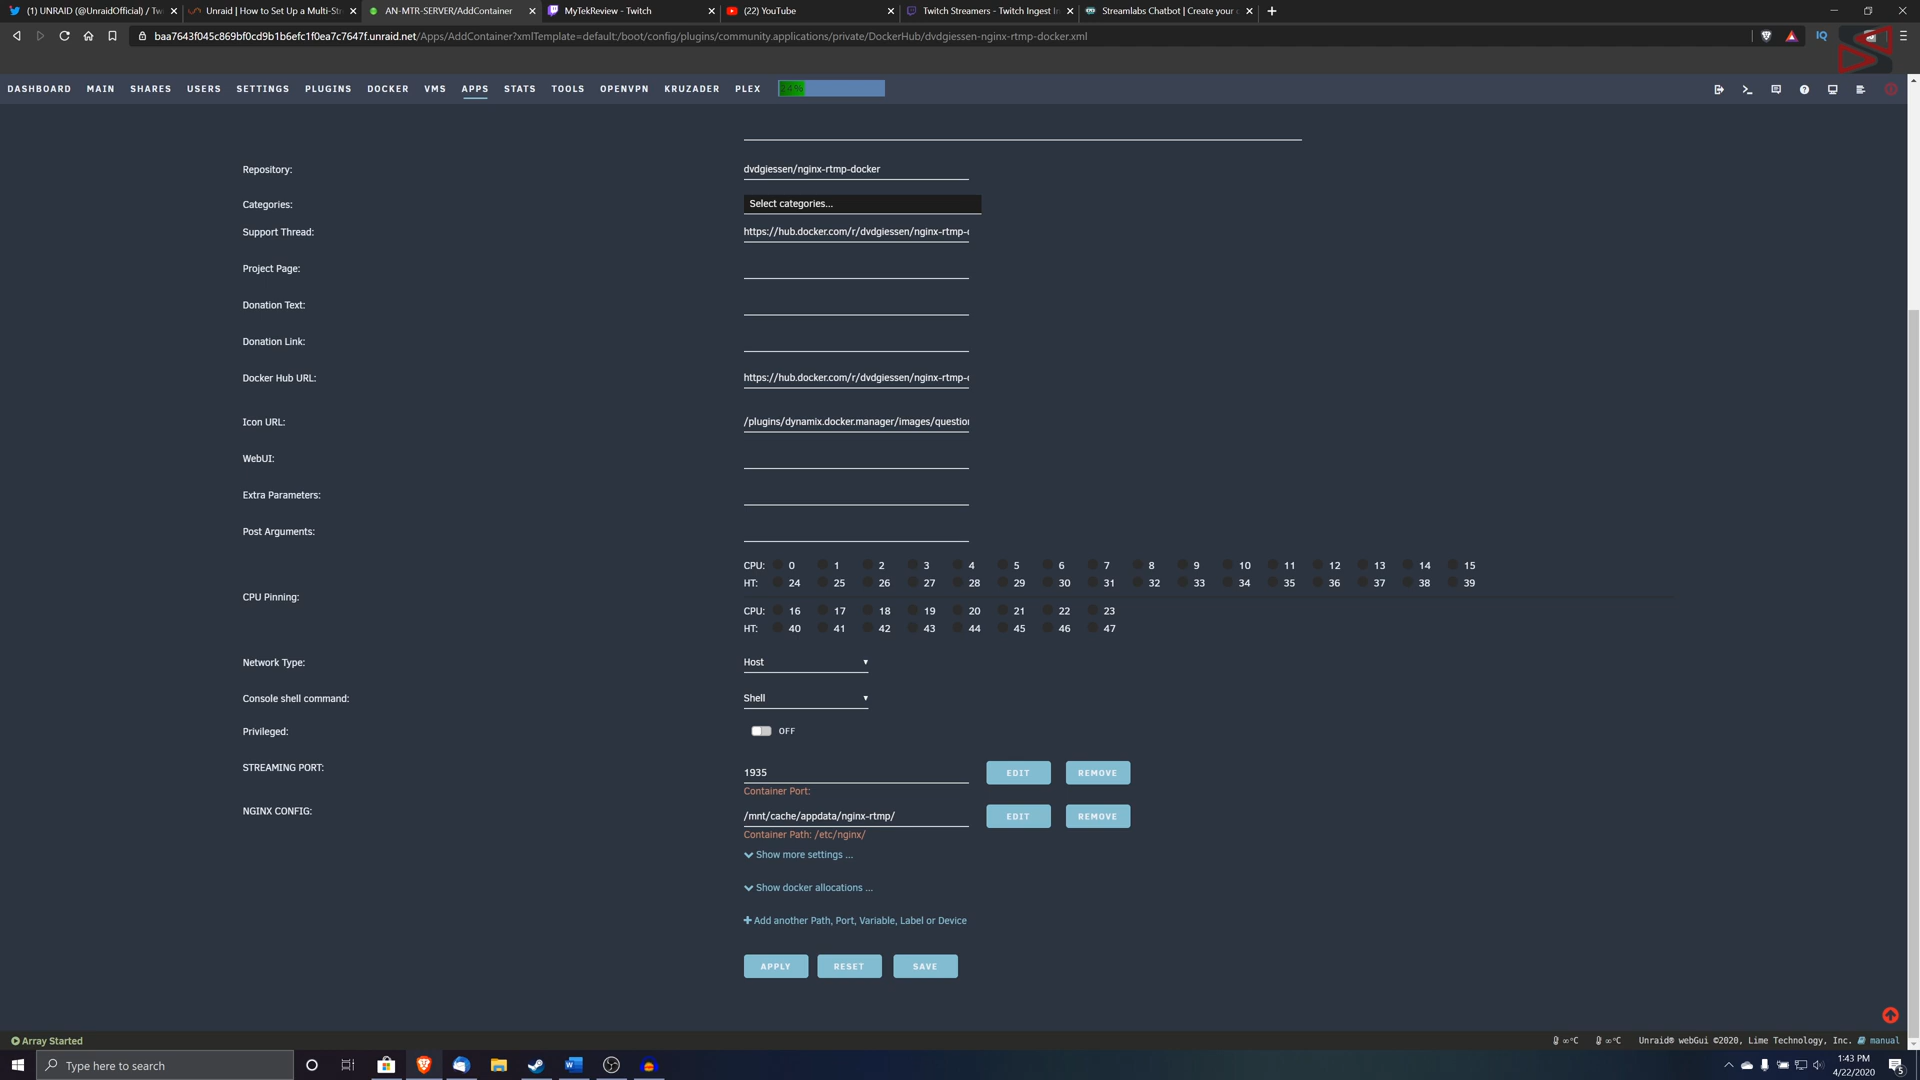 (1) UNRAID (@UnraidOfficial) / Tw
Unraid | How to Set Up a Multi-St
AN-MTR-SERVER/AddContainer
MyTekReview - Twitch
(22) YouTube
Twitch Streamers - Twitch Ingest
Streamlabs Chatbot | Create your
baa7643f045c869bf0cd9b1b6efc1f0ea7c7647f.unraid.net/Apps/AddContainer?xmlTemplate=default:/boot/config/plugins/community.applications/private/DockerHub/dvdgiessen-nginx-rtmp-docker.xml
IQ
DASHBOARD MAIN SHARES USERS SETTINGS PLUGINS DOCKER VMS APPS STATS TOOLS OPENVPN KRUZADER PLEX 24%
Repository: dvdgiessen/nginx-rtmp-docker
Categories: Select categories...
Support Thread: https://hub.docker.com/r/dvdgiessen/nginx-rtmp-
Project Page:
Donation Text:
Donation Link:
Docker Hub URL: https://hub.docker.com/r/dvdgiessen/nginx-rtmp-
Icon URL: /plugins/dynamix.docker.manager/images/question
WebUI:
Extra Parameters:
Post Arguments:
CPU: 0 1 2 3 4 5 6 7 8 9 10 11 12 13 14 15
HT: 24 25 26 27 28 29 30 31 32 33 34 35 36 37 38 39
CPU Pinning:
CPU: 16 17 18 19 20 21 22 23
HT: 40 41 42 43 44 45 46 47
Network Type: Host
Console shell command: Shell
Privileged: OFF
STREAMING PORT: 1935 EDIT REMOVE
Container Port:
NGINX CONFIG: /mnt/cache/appdata/nginx-rtmp/ EDIT REMOVE
Container Path: /etc/nginx/
Show more settings ...
Show docker allocations ...
Add another Path, Port, Variable, Label or Device
APPLY RESET SAVE
Array Started
∞°C ∞°C Unraid® webGui ©2020, Lime Technology, Inc. manual
Type here to search
1:43 PM
4/22/2020
5